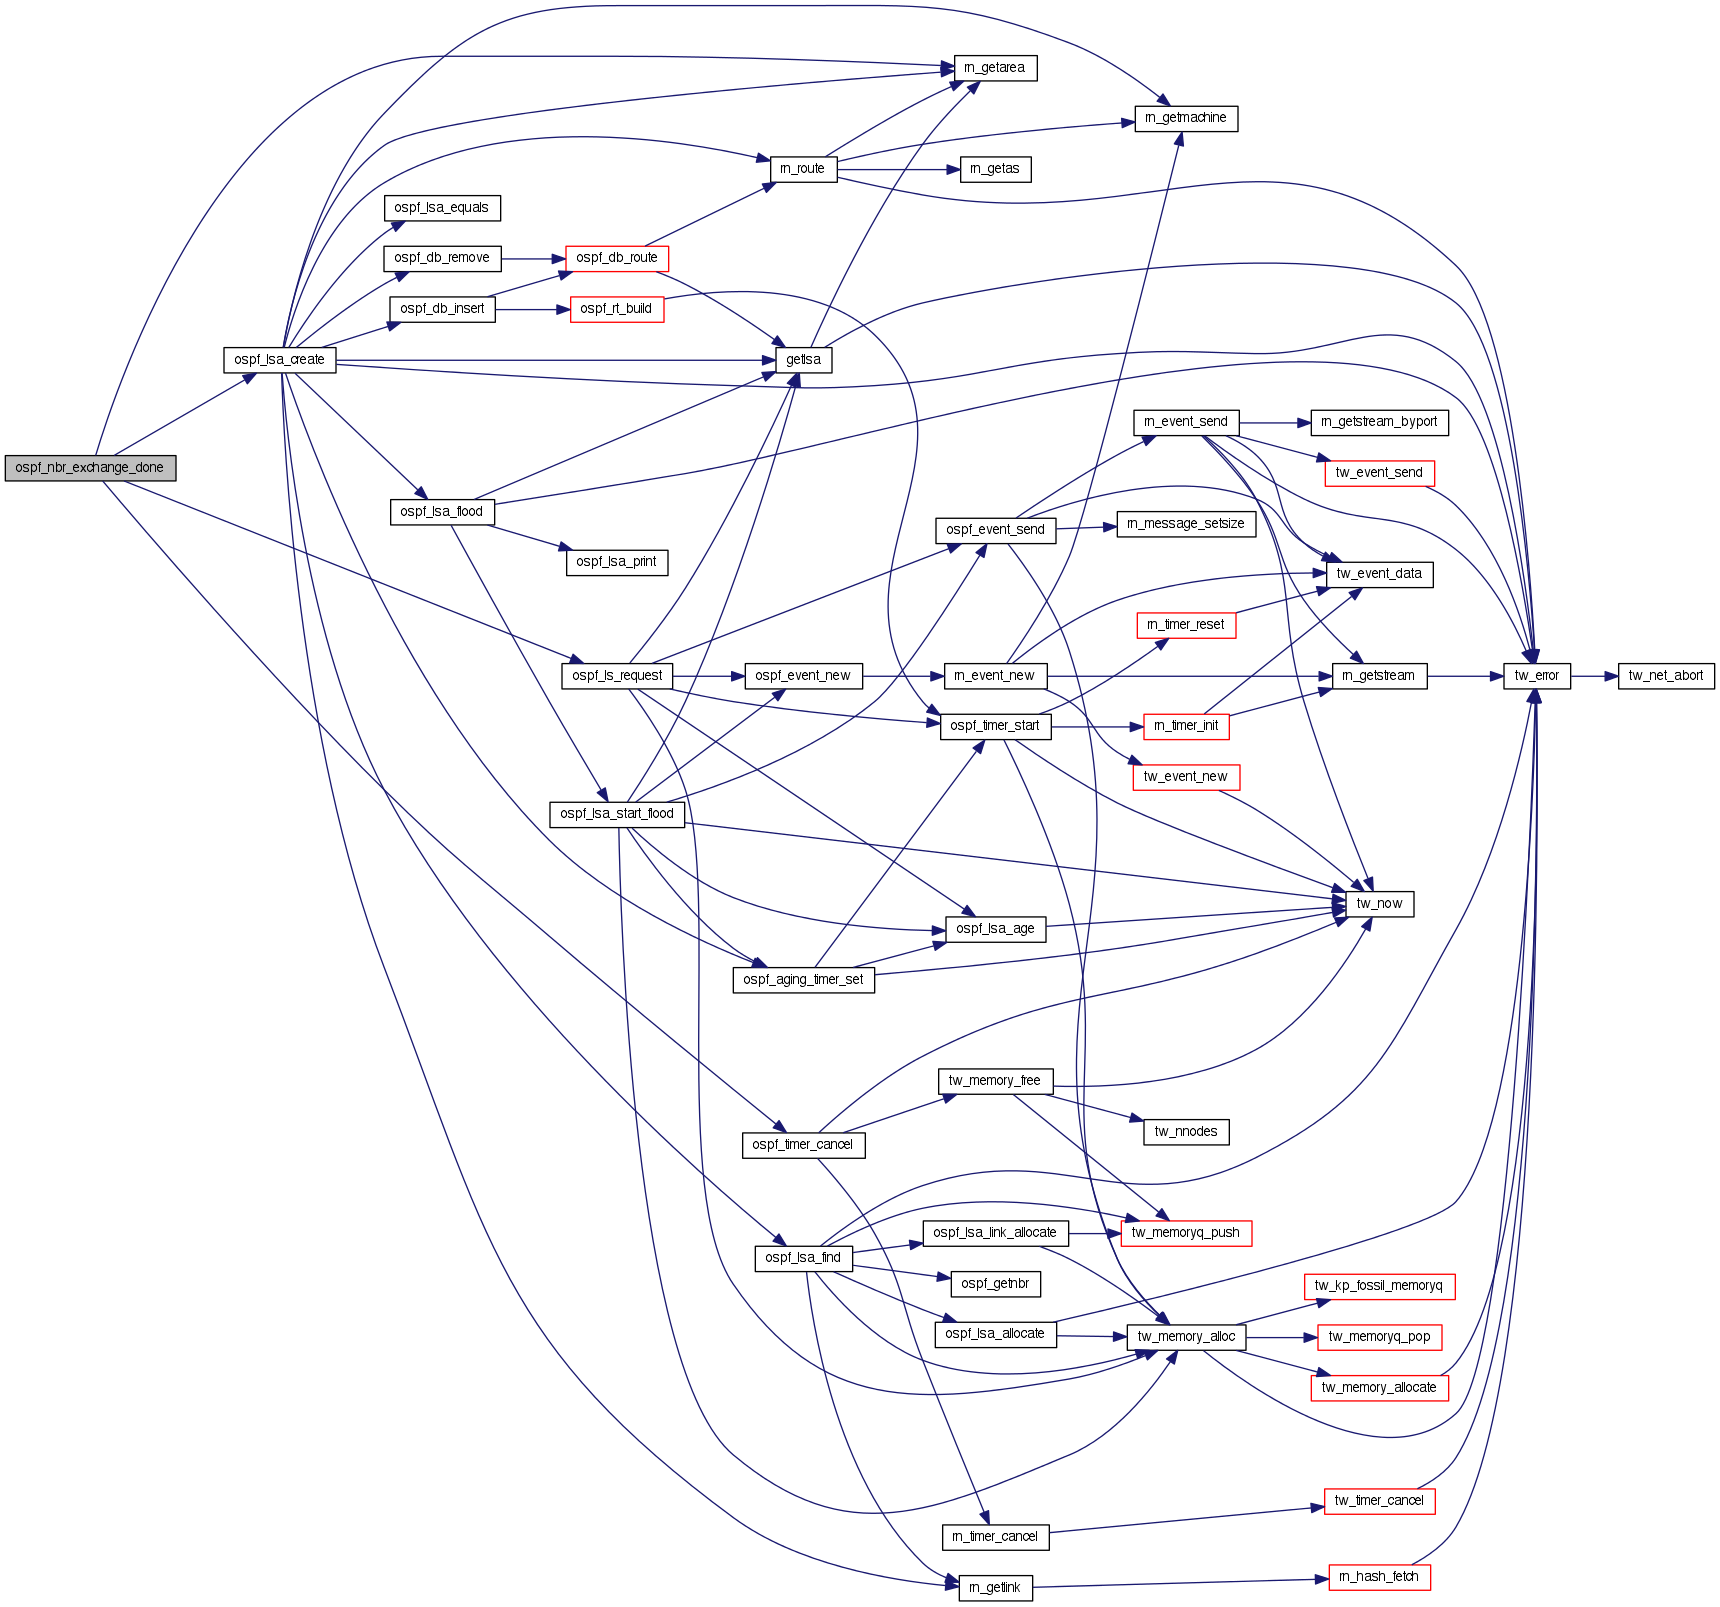 rn_getarea
rn_getmachine
rn_route
rn_getas
ospf_lsa_equals
ospf_db_remove
ospf_db_route
ospf_db_insert
ospf_rt_build
ospf_lsa_create
getlsa
rn_event_send
rn_getstream_byport
ospf_nbr_exchange_done
tw_event_send
ospf_lsa_flood
ospf_event_send
rn_message_setsize
ospf_lsa_print
tw_event_data
rn_timer_reset
ospf_ls_request
ospf_event_new
rn_event_new
rn_getstream
tw_error
tw_net_abort
ospf_timer_start
rn_timer_init
tw_event_new
ospf_lsa_start_flood
tw_now
ospf_lsa_age
ospf_aging_timer_set
tw_memory_free
tw_nnodes
ospf_timer_cancel
ospf_lsa_link_allocate
tw_memoryq_push
ospf_lsa_find
ospf_getnbr
tw_kp_fossil_memoryq
ospf_lsa_allocate
tw_memory_alloc
tw_memoryq_pop
tw_memory_allocate
tw_timer_cancel
rn_timer_cancel
rn_hash_fetch
rn_getlink